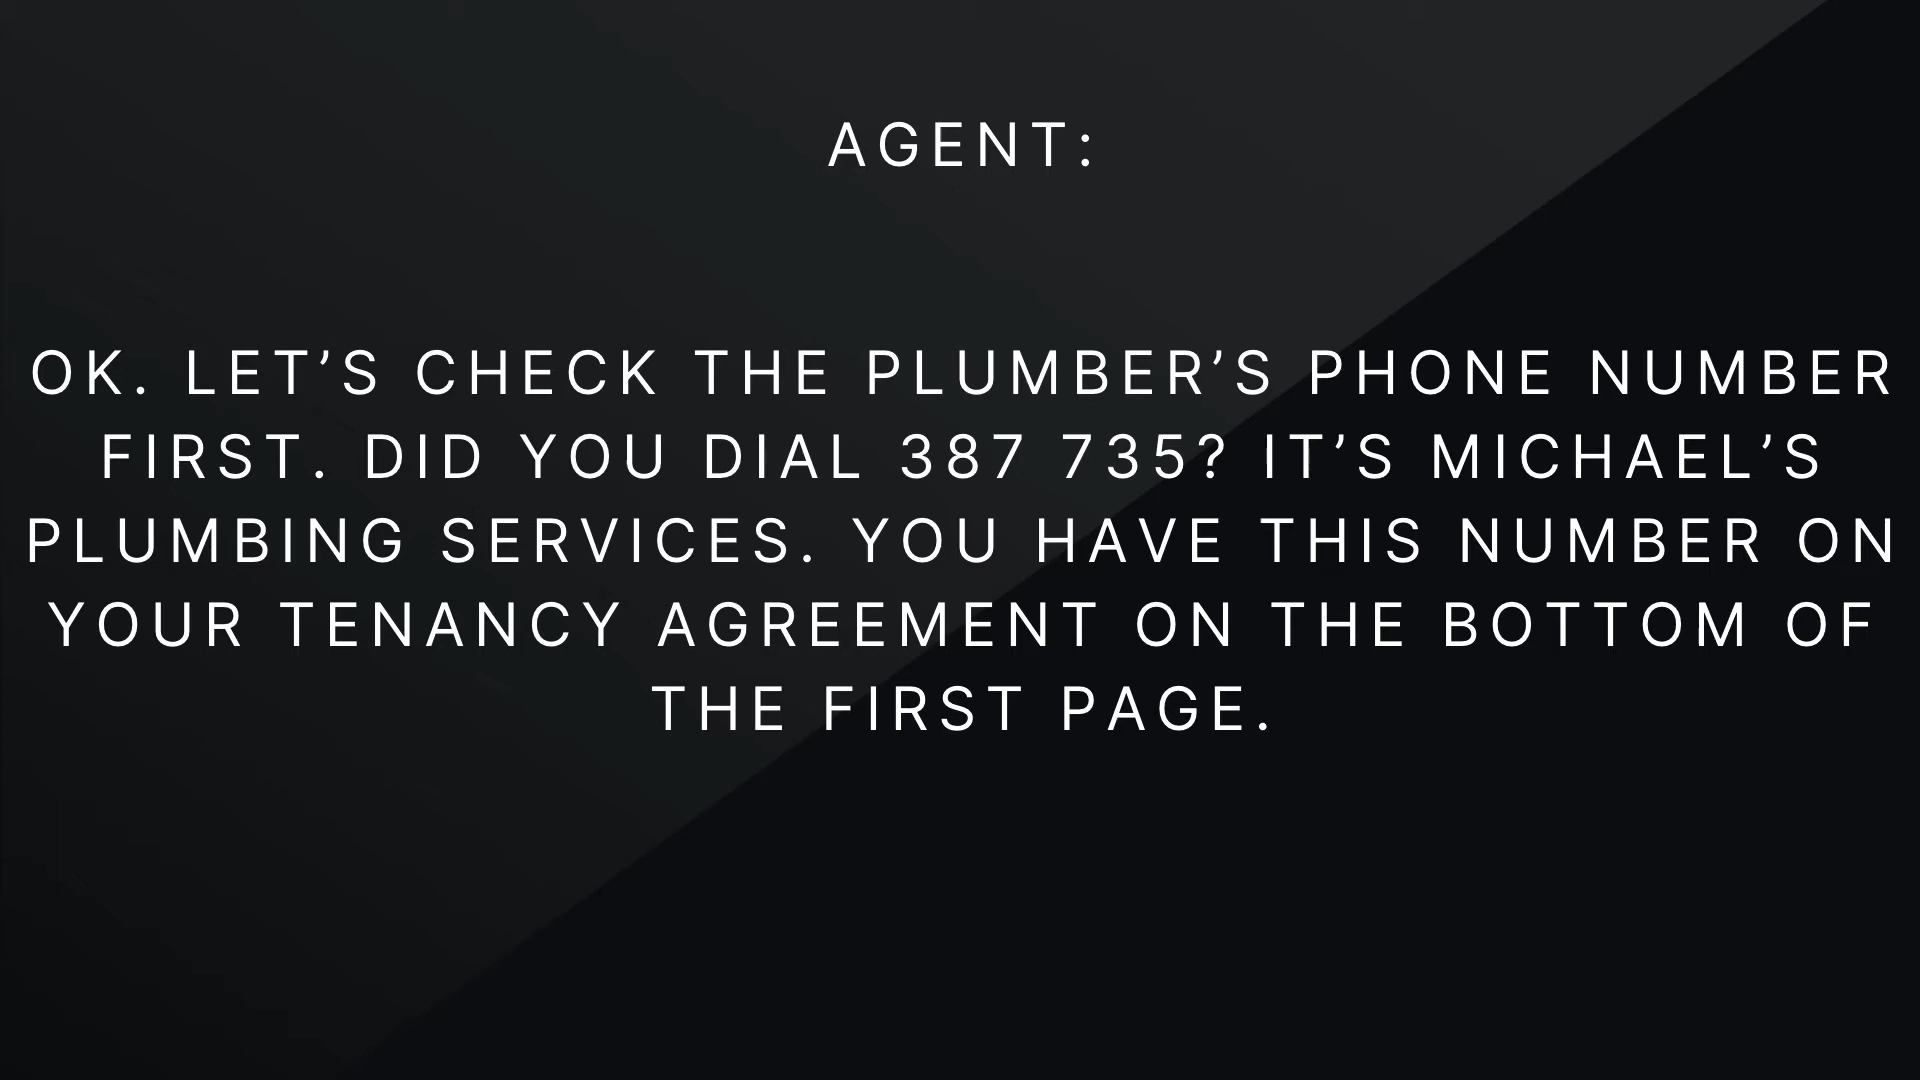 AGENT:
OK. LET’S CHECK THE PLUMBER’S PHONE NUMBER
FIRST. DID YOU DIAL 387 735? IT’S MICHAEL’S
PLUMBING SERVICES. YOU HAVE THIS NUMBER ON
YOUR TENANCY AGREEMENT ON THE BOTTOM OF
THE FIRST PAGE.